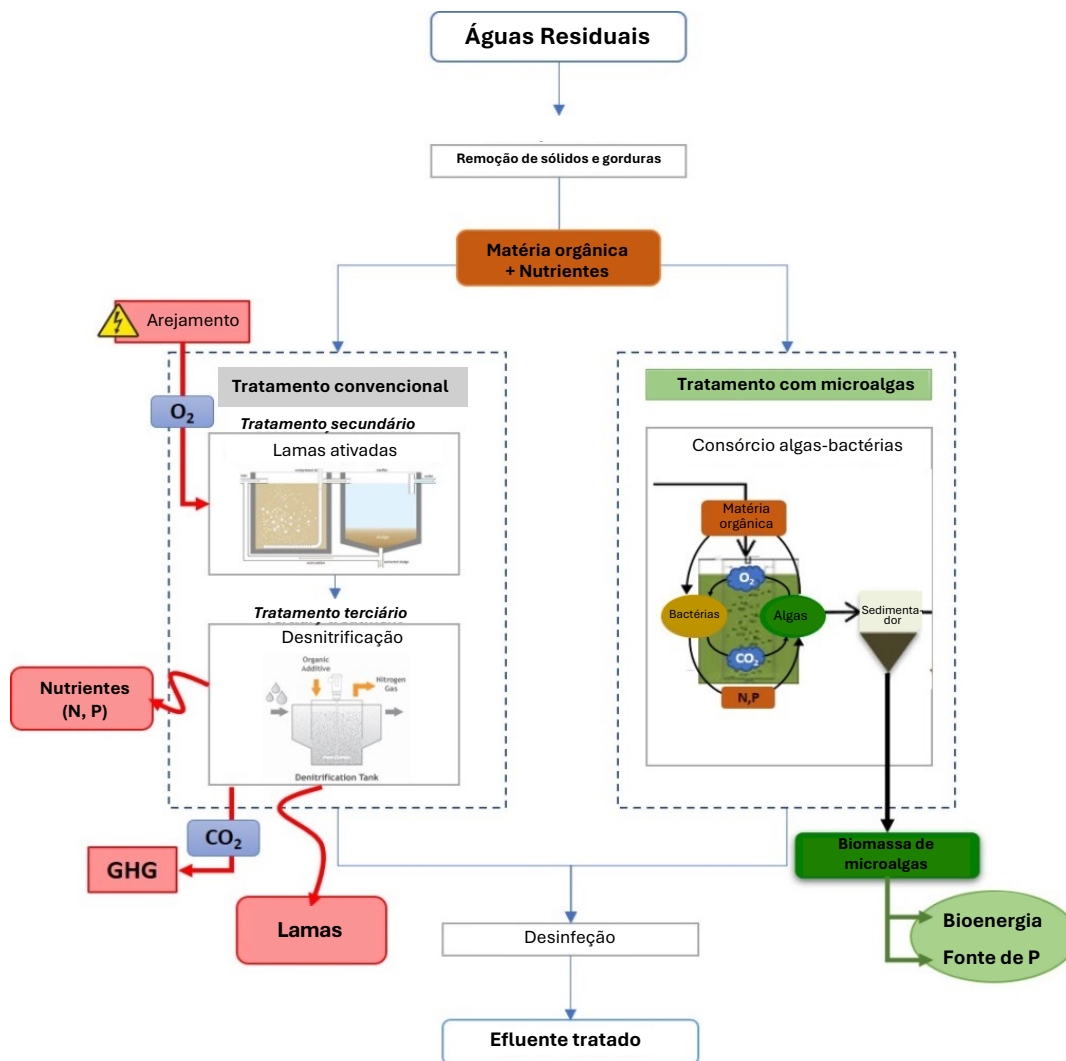 Águas Residuais
Remoção de sólidos e gorduras
Matéria orgânica
+ Nutrientes
Arejamento
O₂
Tratamento convencional
Tratamento secundário
Lamas ativadas
Tratamento terciário
Desnitrificação
Organic
Additive
Nitrogen
Gas
Denitrification Tank
Nutrientes
(N, P)
CO₂
GHG
Lamas
Tratamento com microalgas
Consórcio algas-bactérias
Matéria
orgânica
O₂
Bactérias
Algas
CO₂
N,P
Sedimenta-
dor
Biomassa de
microalgas
Bioenergia
Fonte de P
Desinfeção
Efluente tratado